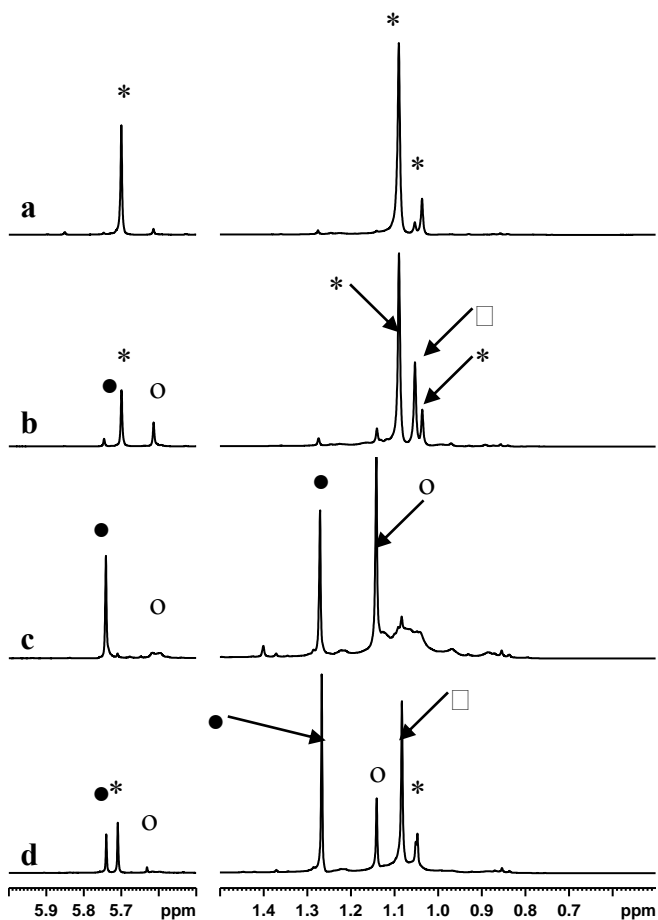 *
*
*
a
*
□
*
*
● o
b
●
o
●
o
c
□
●
o
*
● *
o
d
5.9 5.8 5.7 ppm 1.4 1.3 1.2 1.1 1.0 0.9 0.8 0.7 ppm